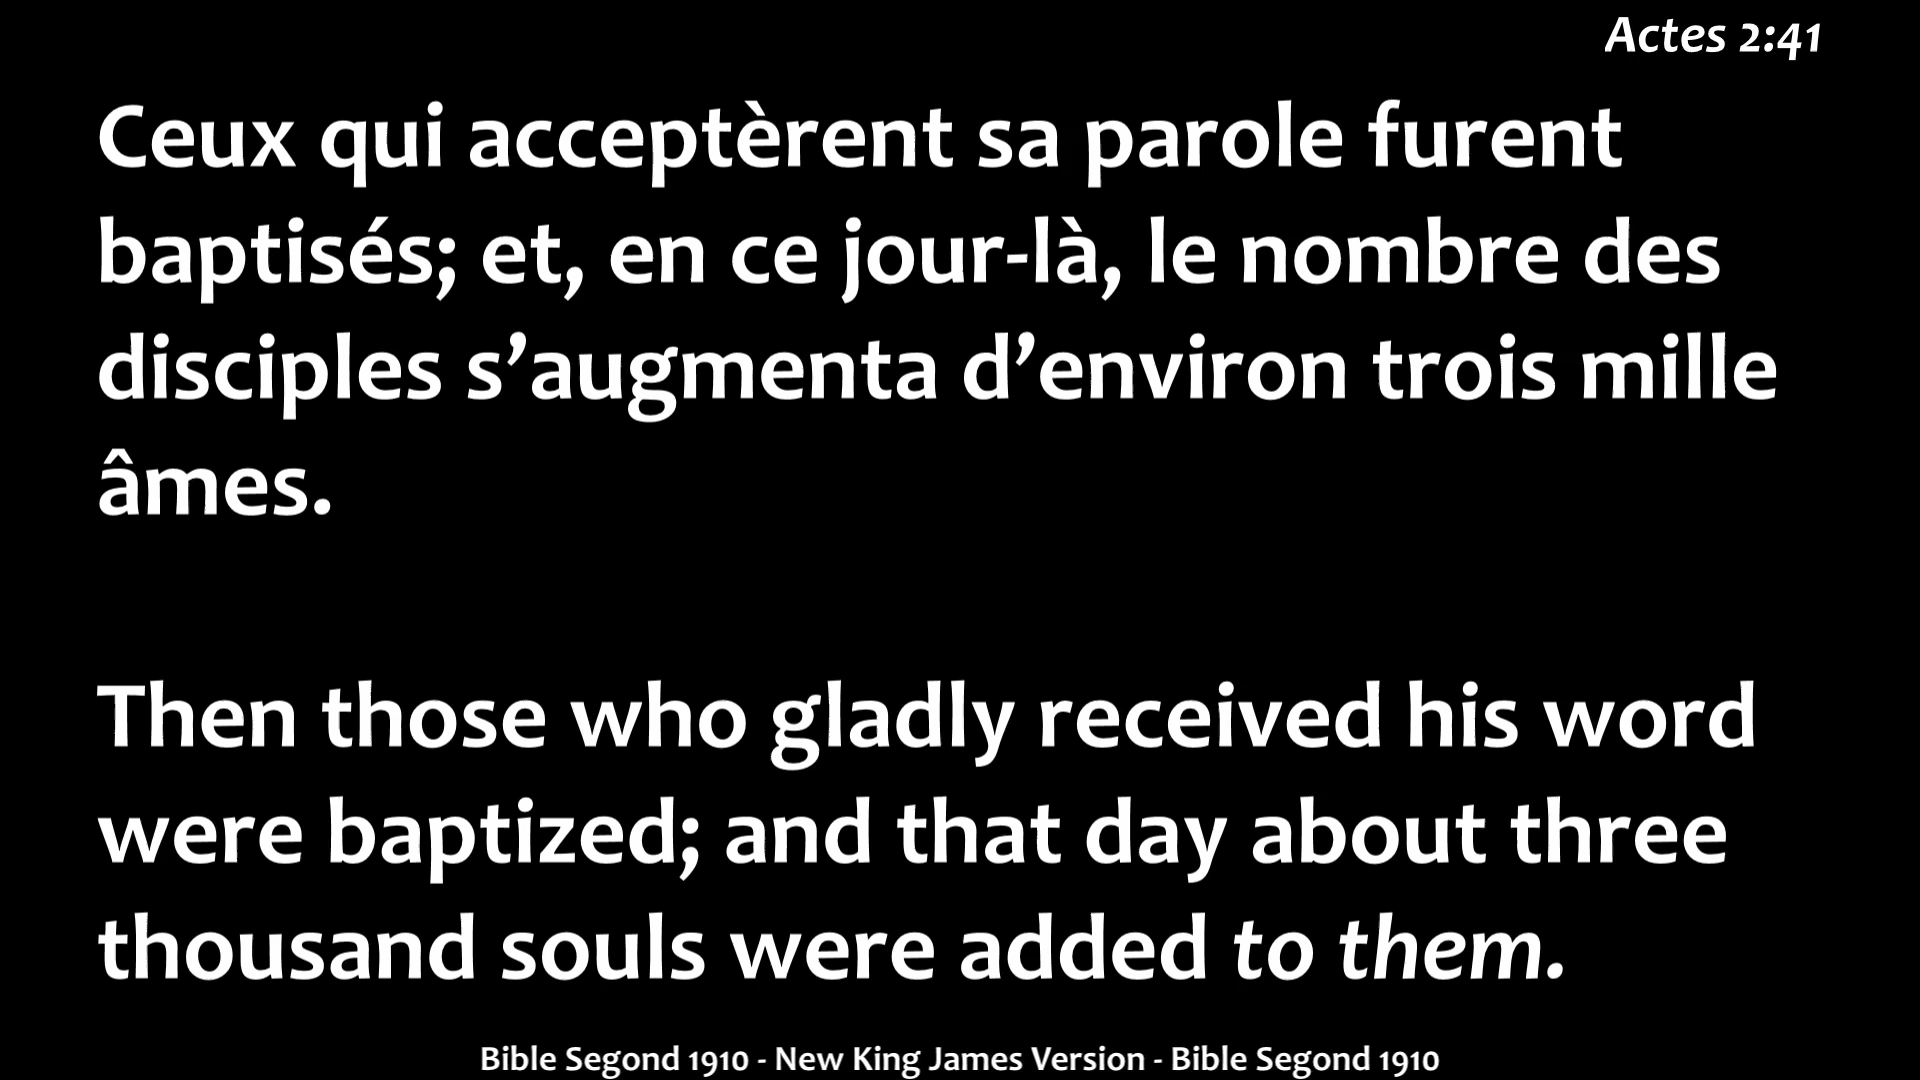 Actes 2:41
Ceux qui acceptèrent sa parole furent
baptisés; et, en ce jour-là, le nombre des
disciples s’augmenta d’environ trois mille
âmes.
Then those who gladly received his word
were baptized; and that day about three
thousand souls were added to them.
Bible Segond 1910 - New King James Version - Bible Segond 1910